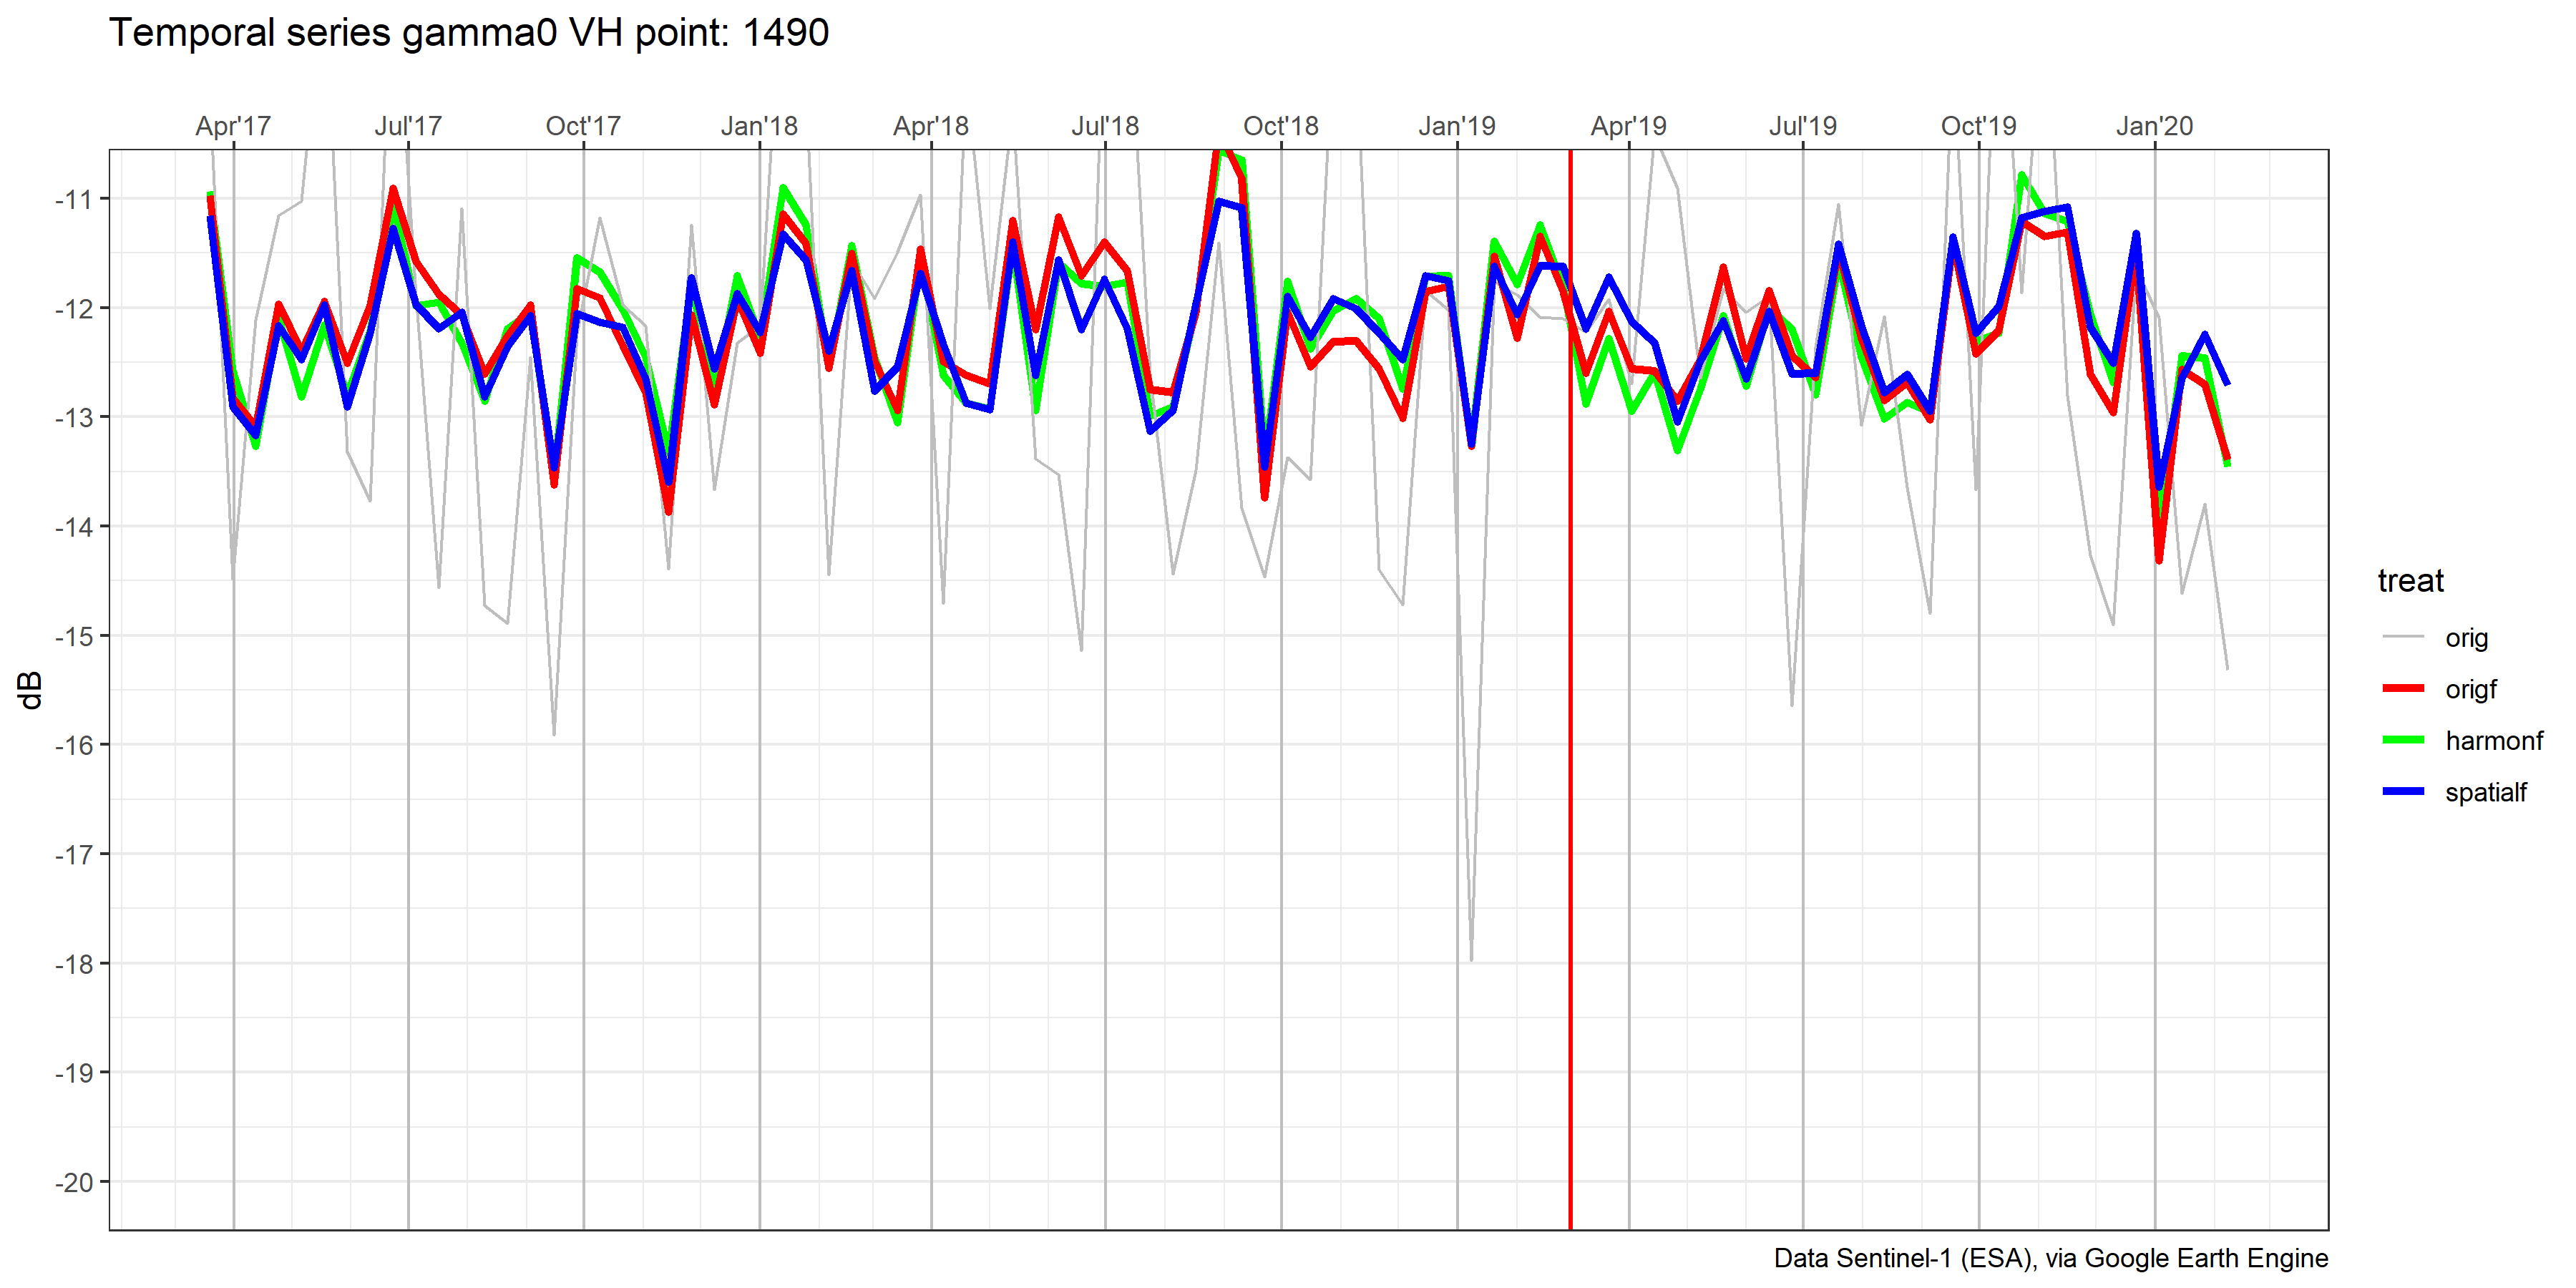 Temporal series gamma0 VH point: 1490
Apr'17 Jul'17 Oct'17 Jan'18 Apr'18 Jul'18 Oct'18 Jan'19 Apr'19 Jul'19 Oct'19 Jan'20
-11
-12
-13
-14
-15
-16
-17
-18
-19
-20
dB
treat
orig
origf
harmonf
spatialf
Data Sentinel-1 (ESA), via Google Earth Engine